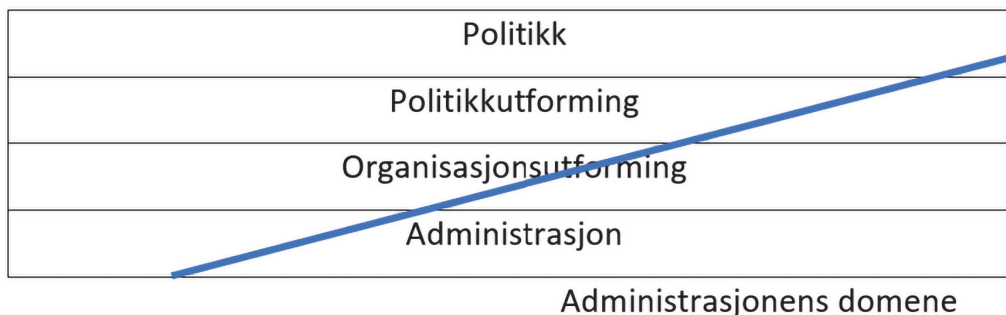 Politikk
Politikkutforming
Organisasjonsutforming
Administrasjon
Administrasjonens domene